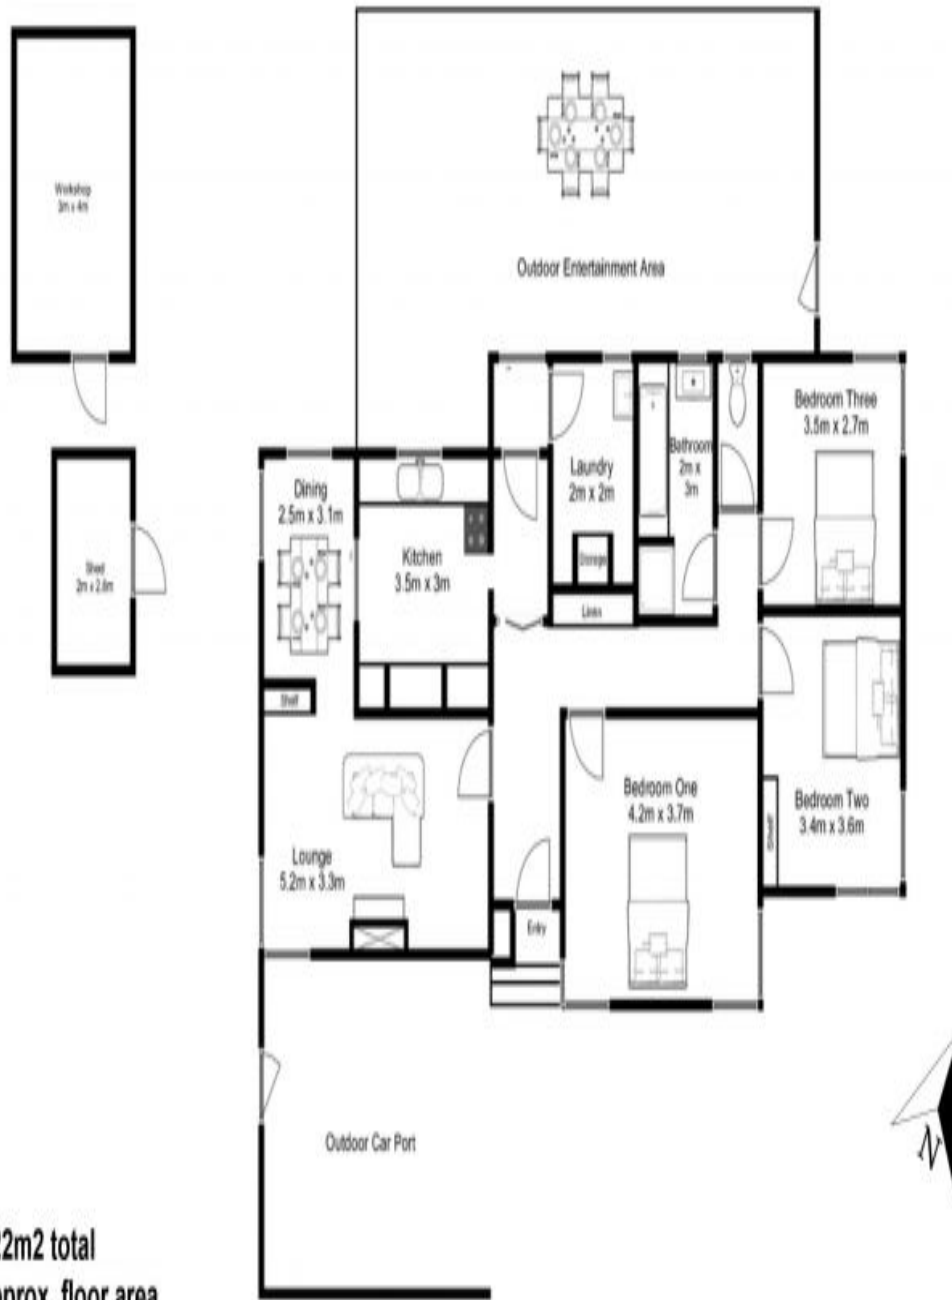 Workshop
3m x 4m
Outdoor Entertainment Area
Bedroom Three
3.5m x 2.7m
Bathroom
2m x
3m
Laundry
2m x 2m
Dining
2.5m x 3.1m
Kitchen
3.5m x 3m
Storage
Shed
2m x 2.6m
Linen
Shelf
Bedroom One
4.2m x 3.7m
Bedroom Two
3.4m x 3.6m
Shelf
Lounge
5.2m x 3.3m
Entry
Outdoor Car Port
N
2m2 total
prox. floor area